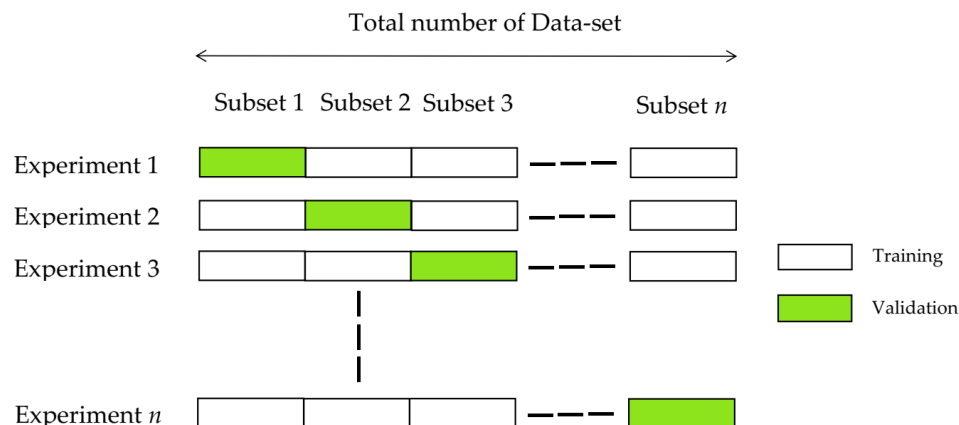 Total number of Data-set
Subset 1 Subset 2 Subset 3 Subset n
Experiment 1
Experiment 2
Experiment 3
Training
Validation
Experiment n